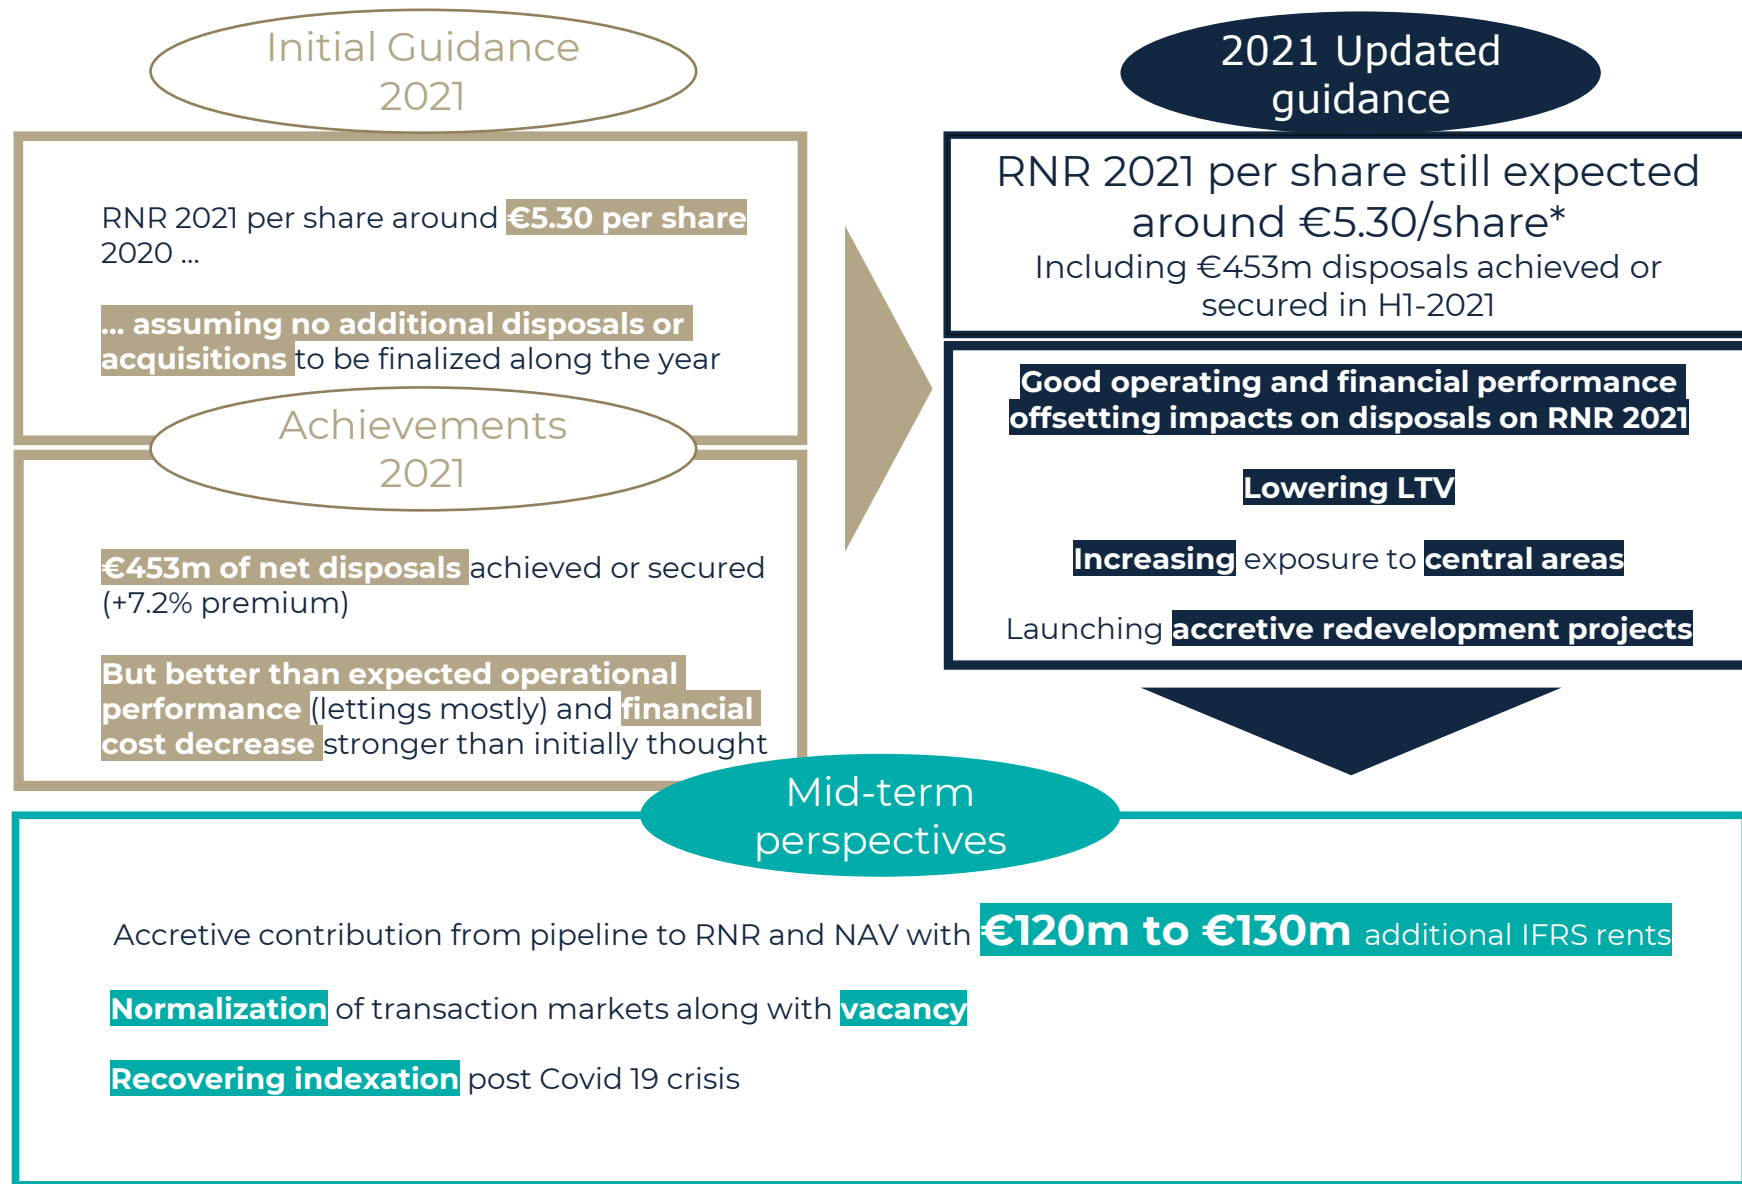 Initial Guidance
2021
RNR 2021 per share around €5.30 per share
2020 ...
... assuming no additional disposals or
acquisitions to be finalized along the year
Achievements
2021
€453m of net disposals achieved or secured
(+7.2% premium)
But better than expected operational
performance (lettings mostly) and financial
cost decrease stronger than initially thought
2021 Updated
guidance
RNR 2021 per share still expected
around €5.30/share*
Including €453m disposals achieved or
secured in H1-2021
Good operating and financial performance
offsetting impacts on disposals on RNR 2021
Lowering LTV
Increasing exposure to central areas
Launching accretive redevelopment projects
Mid-term
perspectives
Accretive contribution from pipeline to RNR and NAV with €120m to €130m additional IFRS rents
Normalization of transaction markets along with vacancy
Recovering indexation post Covid 19 crisis